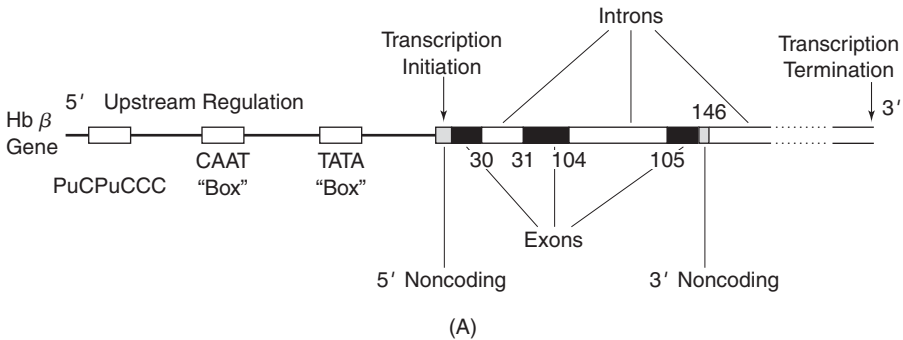 Introns
Transcription
Initiation
Transcription
Termination
5′ Upstream Regulation
146
3′
Hb β
Gene
CAAT
"Box"
TATA
"Box"
30
31
104
105
PuCPuCCC
Exons
5′ Noncoding
3′ Noncoding
(A)